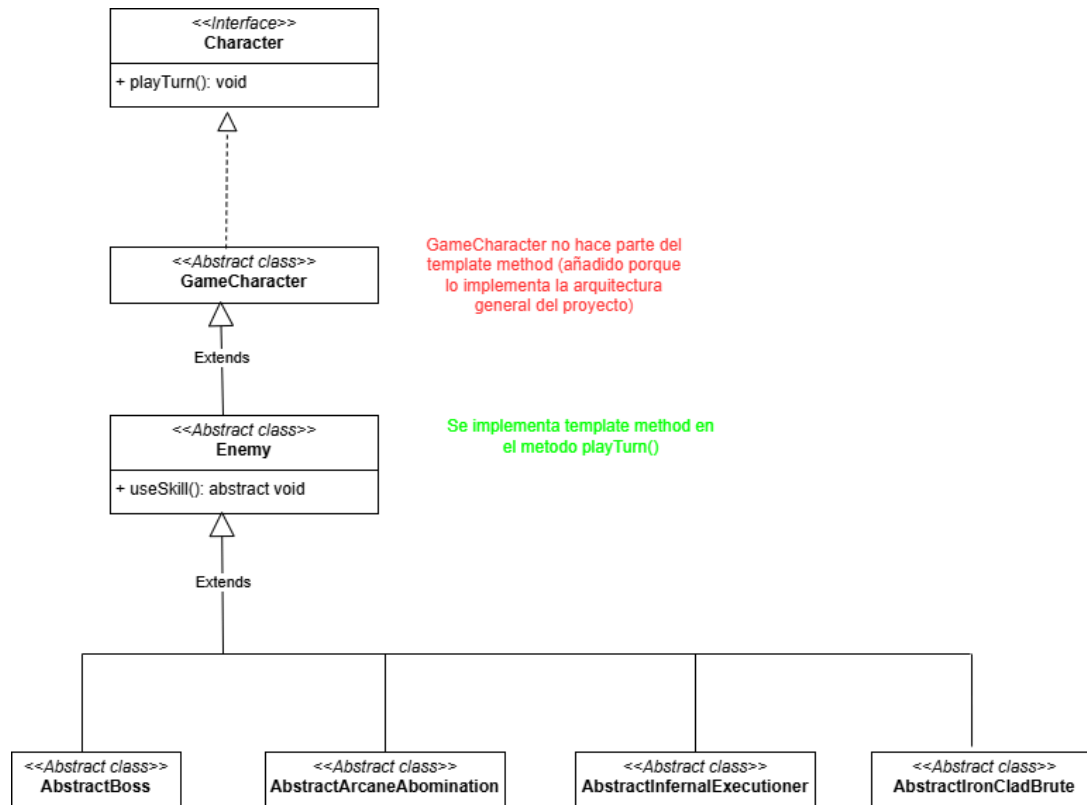 <<Interface>>
Character
+ playTurn(): void
<<Abstract class>>
GameCharacter
GameCharacter no hace parte del
template method (añadido porque
lo implementa la arquitectura
general del proyecto)
Extends
<<Abstract class>>
Enemy
+ useSkill(): abstract void
Se implementa template method en
el metodo playTurn()
Extends
<<Abstract class>>
AbstractBoss
<<Abstract class>>
AbstractArcaneAbomination
<<Abstract class>>
AbstractInfernalExecutioner
<<Abstract class>>
AbstractIronCladBrute